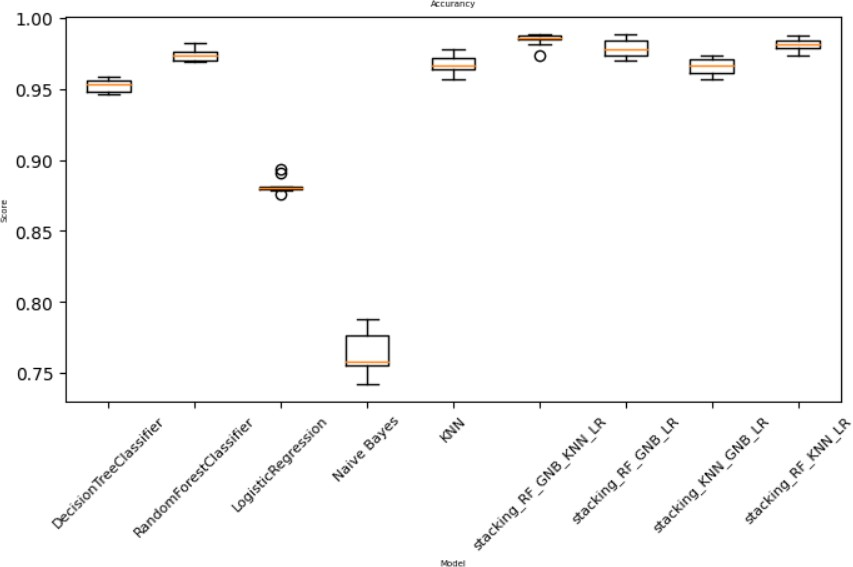 Accurancy
1.00
0.95
0.90
0.85
0.80
0.75
Score
DecisionTreeClassifier
RandomForestClassifier
LogisticRegression
Naive Bayes
KNN
stacking_RF_GNB_KNN_LR
stacking_RF_GNB_LR
stacking_KNN_GNB_LR
stacking_RF_KNN_LR
Model